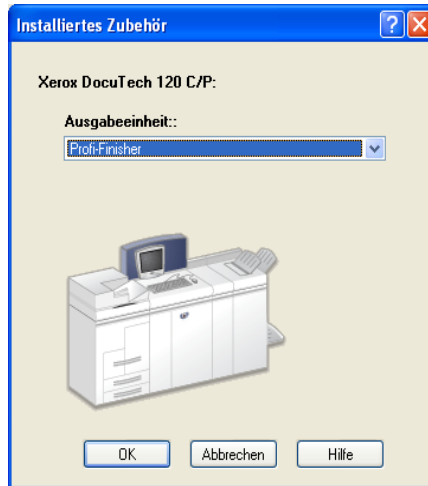 Installiertes Zubehör
Xerox DocuTech 120 C/P:
Ausgabeeinheit::
Profi-Finisher
OK Abbrechen Hilfe